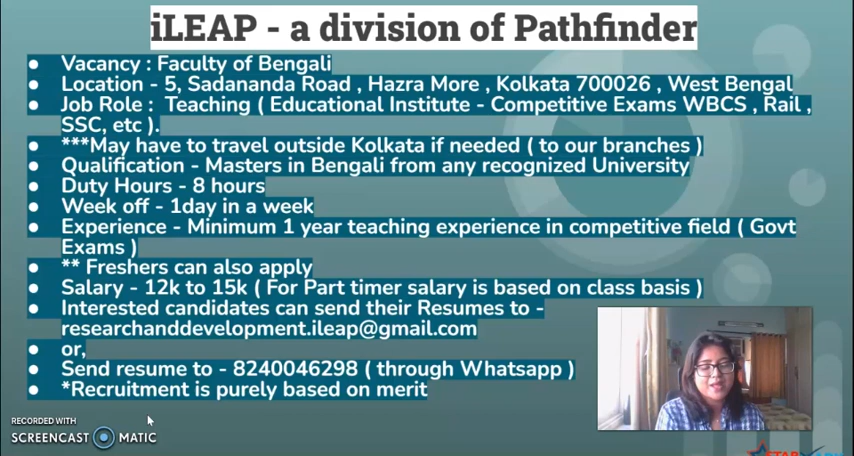 iLEAP - a division of Pathfinder
● Vacancy : Faculty of Bengali
● Location - 5, Sadananda Road , Hazra More , Kolkata 700026 , West Bengal
● Job Role : Teaching ( Educational Institute - Competitive Exams WBCS , Rail ,
SSC, etc ).
● ***May have to travel outside Kolkata if needed ( to our branches )
● Qualification - Masters in Bengali from any recognized University
● Duty Hours - 8 hours
● Week off - 1day in a week
● Experience - Minimum 1 year teaching experience in competitive field ( Govt
Exams )
● ** Freshers can also apply
● Salary - 12k to 15k ( For Part timer salary is based on class basis )
● Interested candidates can send their Resumes to -
researchanddevelopment.ileap@gmail.com
● or,
● Send resume to - 8240046298 ( through Whatsapp )
● *Recruitment is purely based on merit
RECORDED WITH
SCREENCAST MATIC